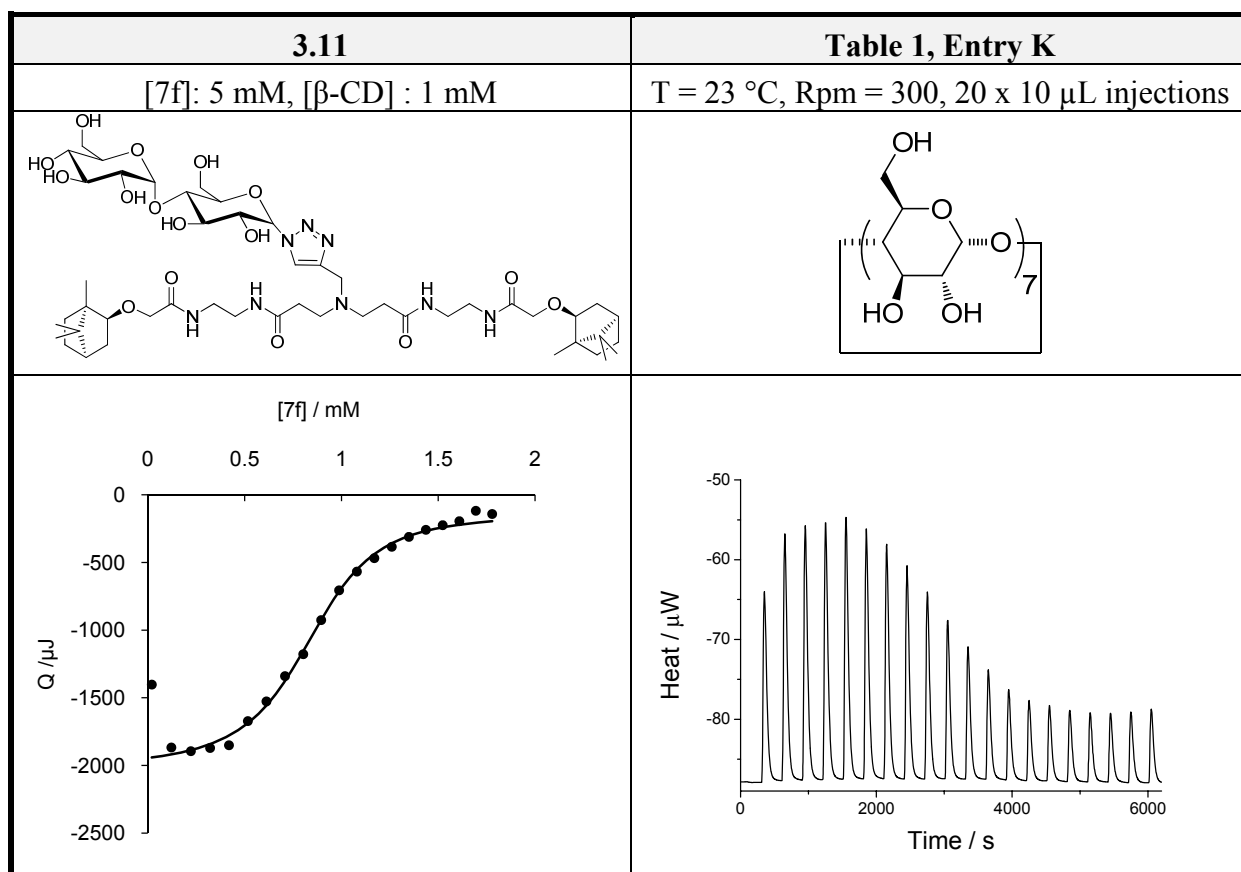 3.11
Table 1, Entry K
[7f]: 5 mM, [β-CD] : 1 mM
T = 23 °C, Rpm = 300, 20 x 10 µL injections
OH
HO
HO
O
OH
O
OH
O
HO
O
OH
N
N
N
O
O
N
H
H
N
O
N
O
H
N
N
H
O
O
HO
O
O
7
HO
OH
[7f] / mM
0
0.5
1
1.5
2
0
-500
-1000
-1500
-2000
-2500
Q /µJ
-50
-60
-70
-80
Heat / µW
0
2000
4000
6000
Time / s